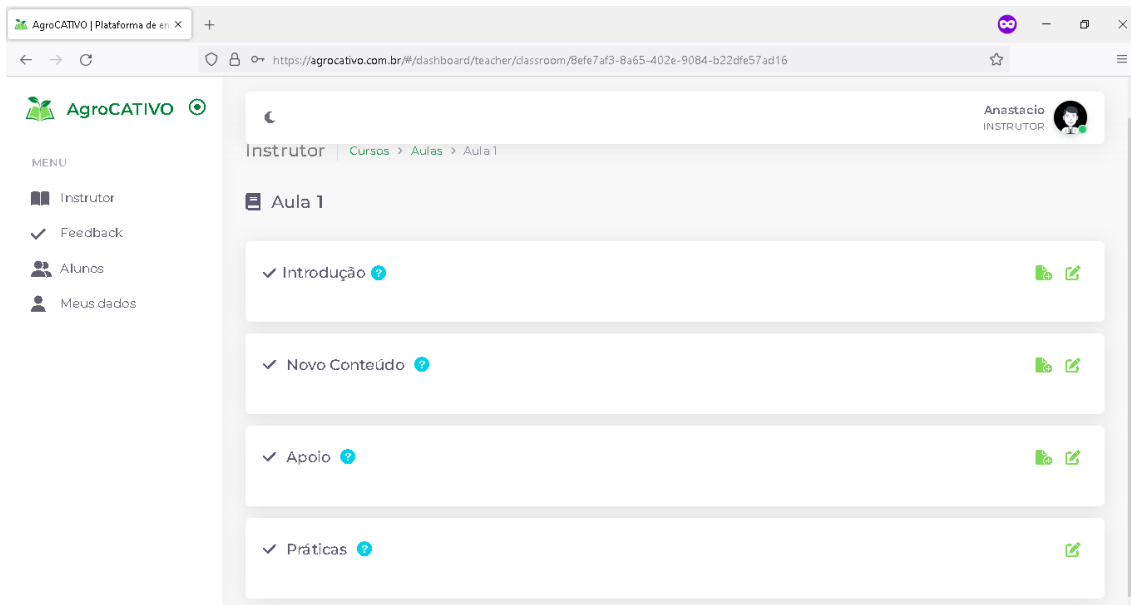 AgroCATIVO | Plataforma de en
https://agrocativo.com.br/#/dashboard/teacher/classroom/8efe7af3-8a65-402e-9084-b22dfe57ad16
AgroCATIVO
MENU
Instrutor
Feedback
Alunos
Meus dados
Anastacio
INSTRUTOR
Instrutor | Cursos > Aulas > Aula 1
Aula 1
Introdução ?
Novo Conteúdo ?
Apoio ?
Práticas ?